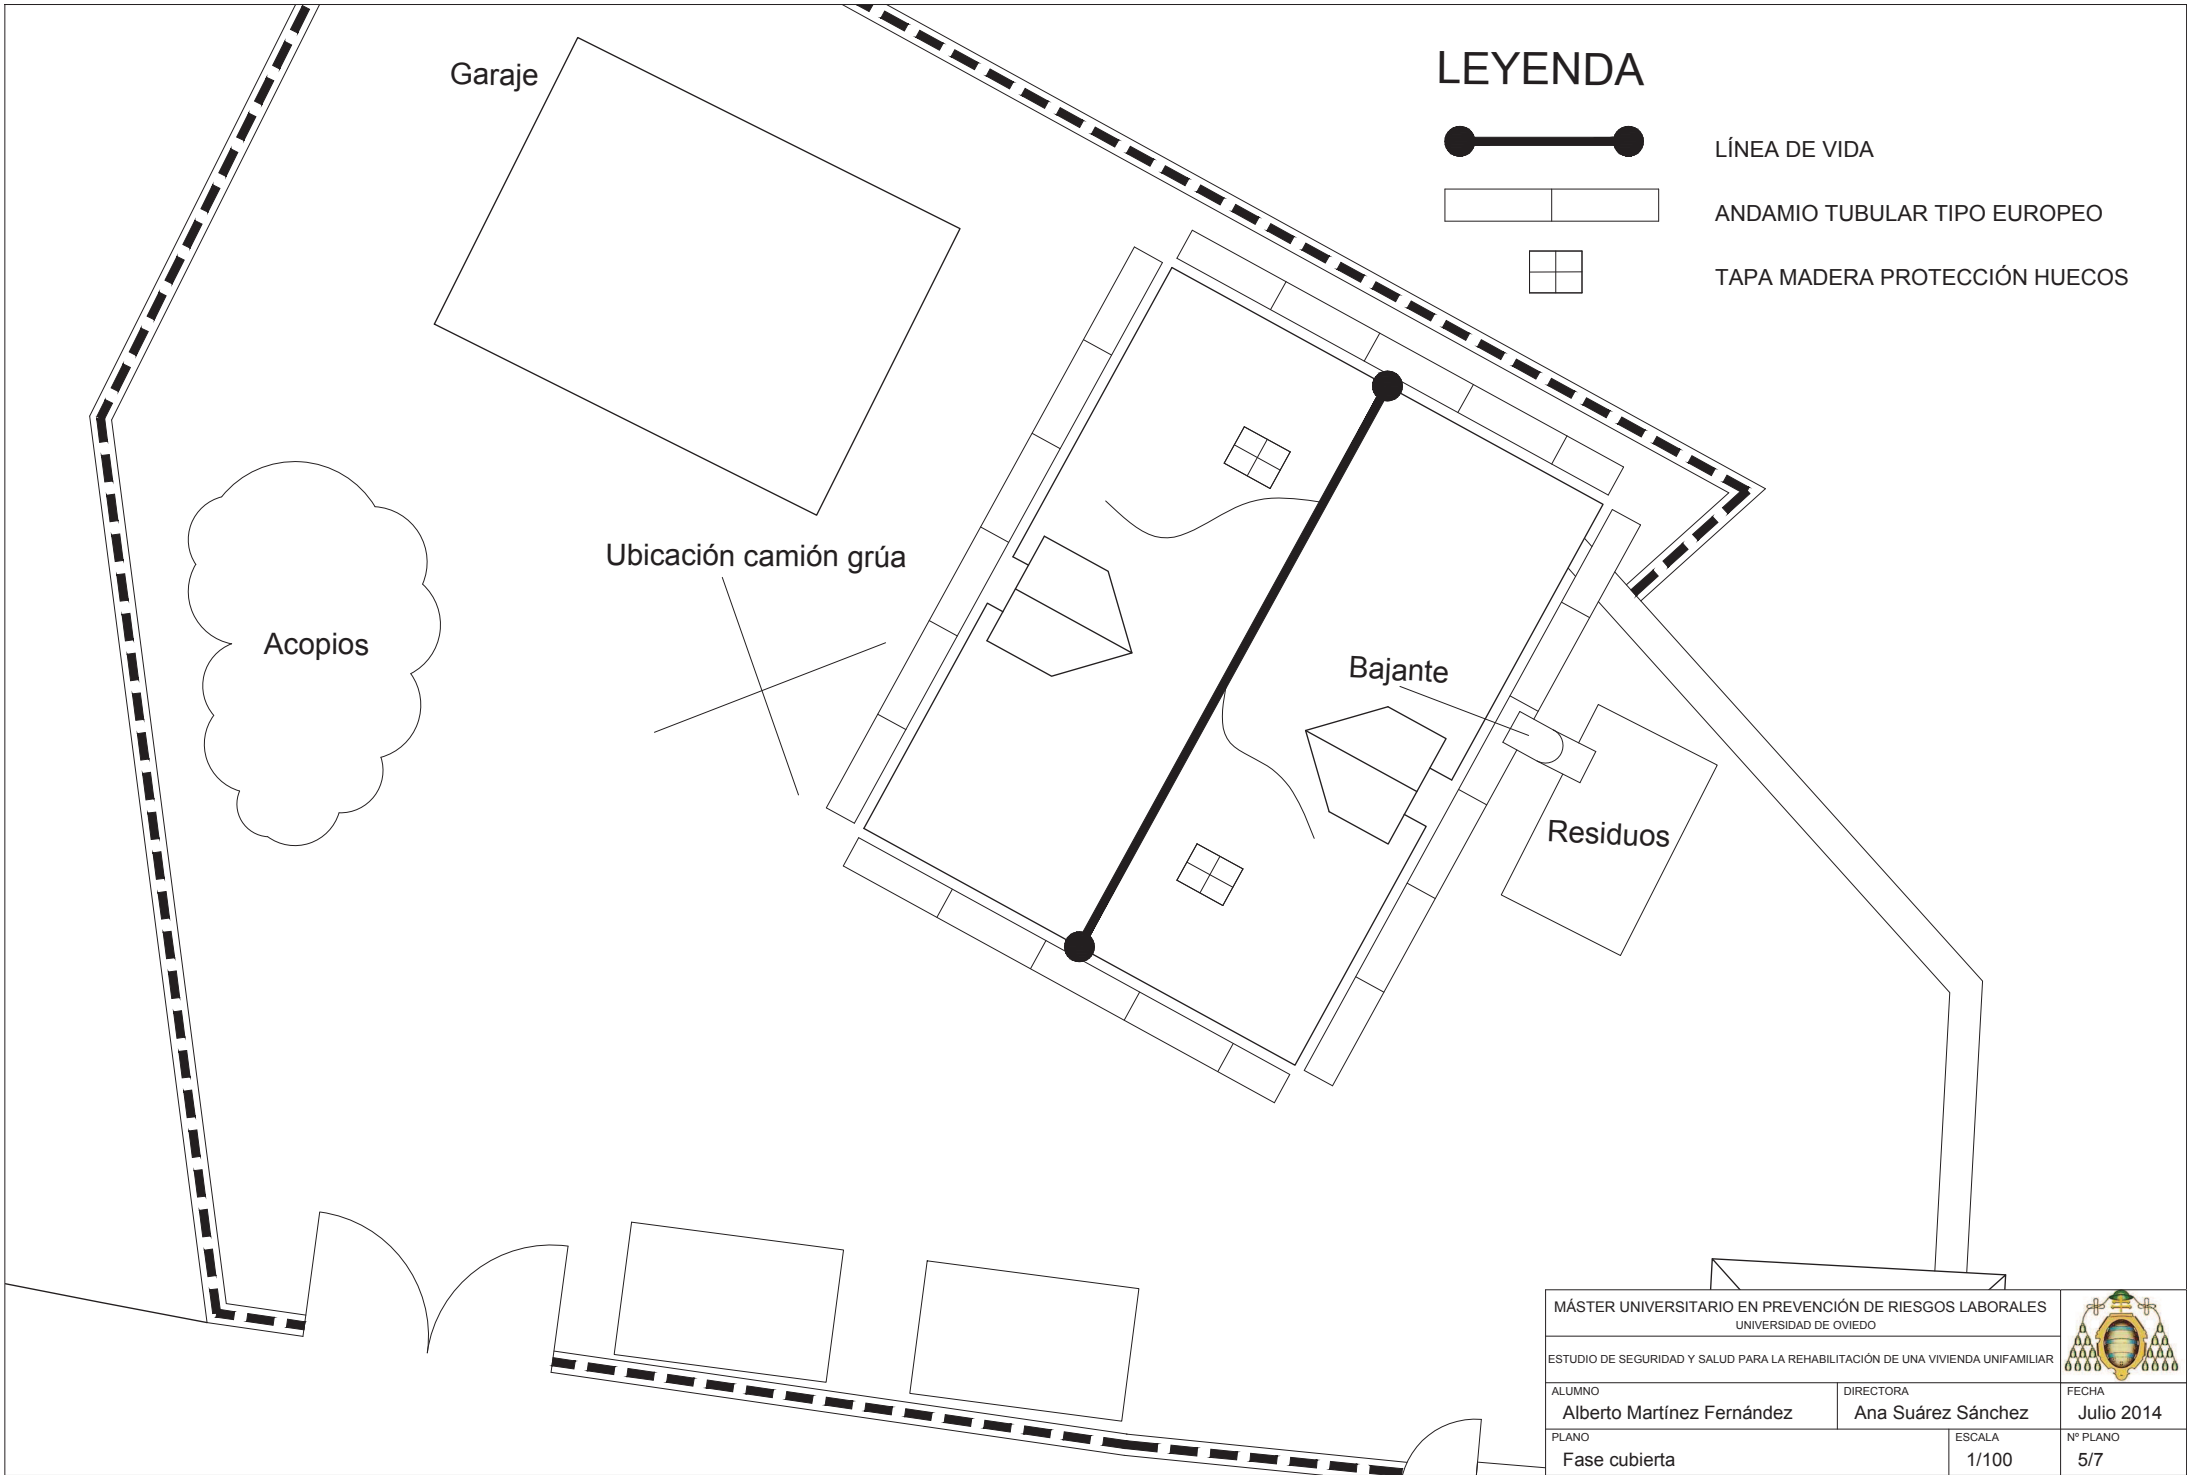 Garaje
LEYENDA
LÍNEA DE VIDA
ANDAMIO TUBULAR TIPO EUROPEO
TAPA MADERA PROTECCIÓN HUECOS
Ubicación camión grúa
Acopios
Bajante
Residuos
MÁSTER UNIVERSITARIO EN PREVENCIÓN DE RIESGOS LABORALES
UNIVERSIDAD DE OVIEDO
ESTUDIO DE SEGURIDAD Y SALUD PARA LA REHABILITACIÓN DE UNA VIVIENDA UNIFAMILIAR
ALUMNO
Alberto Martínez Fernández
DIRECTORA
Ana Suárez Sánchez
FECHA
Julio 2014
PLANO
Fase cubierta
ESCALA
1/100
Nº PLANO
5/7